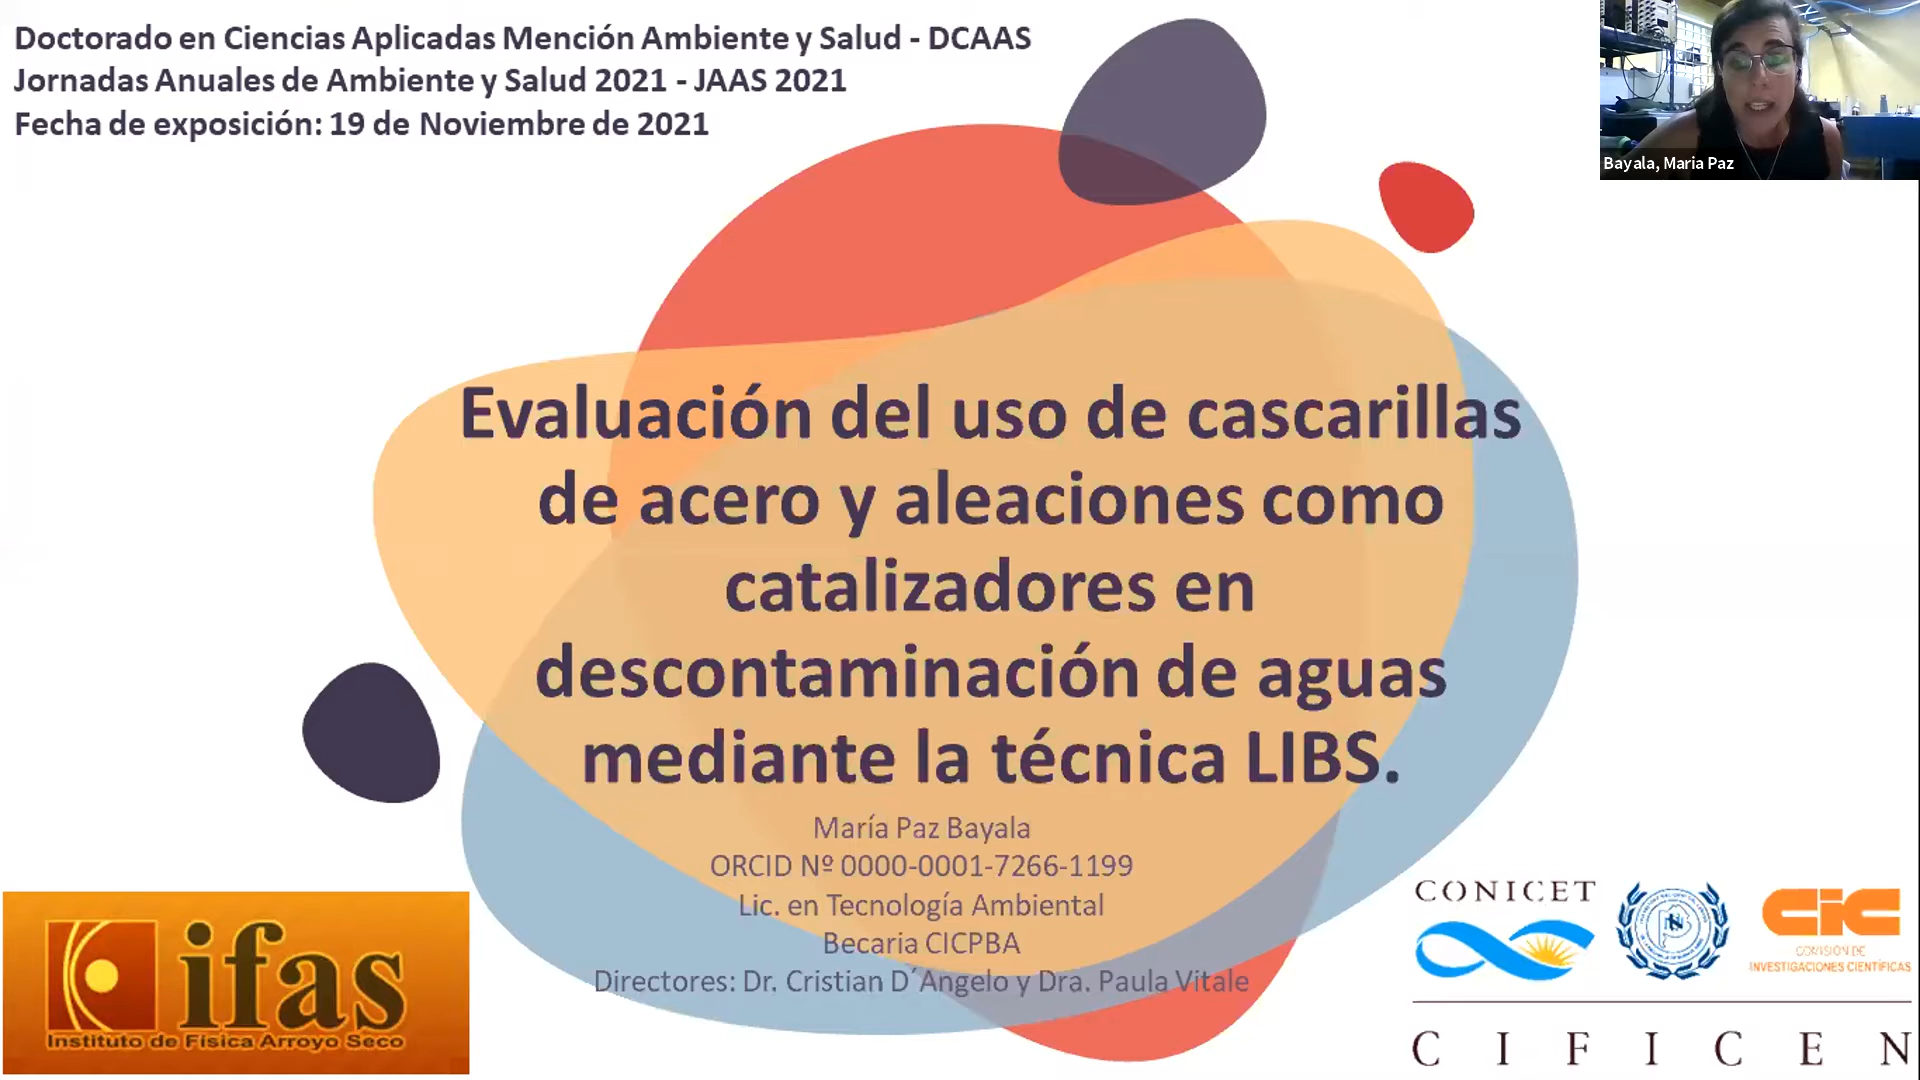 Doctorado en Ciencias Aplicadas Mención Ambiente y Salud - DCAAS
Jornadas Anuales de Ambiente y Salud 2021 - JAAS 2021
Fecha de exposición: 19 de Noviembre de 2021
Bayala, Maria Paz
Evaluación del uso de cascarillas
de acero y aleaciones como
catalizadores en
descontaminación de aguas
mediante la técnica LIBS.
María Paz Bayala
ORCID Nº 0000-0001-7266-1199
Lic. en Tecnología Ambiental
Becaria CICPBA
Directores: Dr. Cristian D´Angelo y Dra. Paula Vitale
ifas
Instituto de Física Arroyo Seco
CONICET
CIC
COMISIÓN DE
INVESTIGACIONES CIENTÍFICAS
CIFICEN